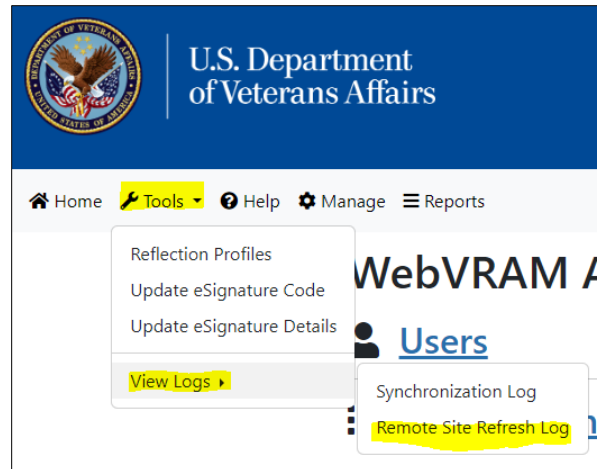 U.S. Department
of Veterans Affairs
Home Tools Help Manage Reports
Reflection Profiles
Update eSignature Code
Update eSignature Details
View Logs
WebVRAM A
Users
Synchronization Log
Remote Site Refresh Log